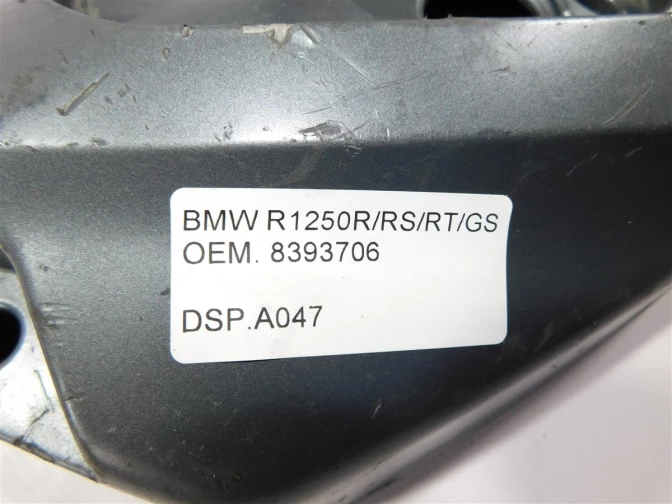 BMW R1250R/RS/RT/GS
OEM. 8393706
DSP.A047